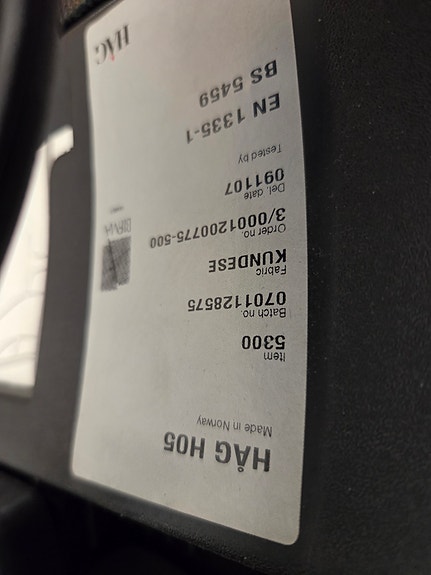 HÅG H05
Made in Norway
Item
5300
Batch no.
0701128575
Fabric
KUNDESE
Order no.
3/0001200775-500
Del. date
091107
Tested by
EN 1335-1
BS 5459
HÅG